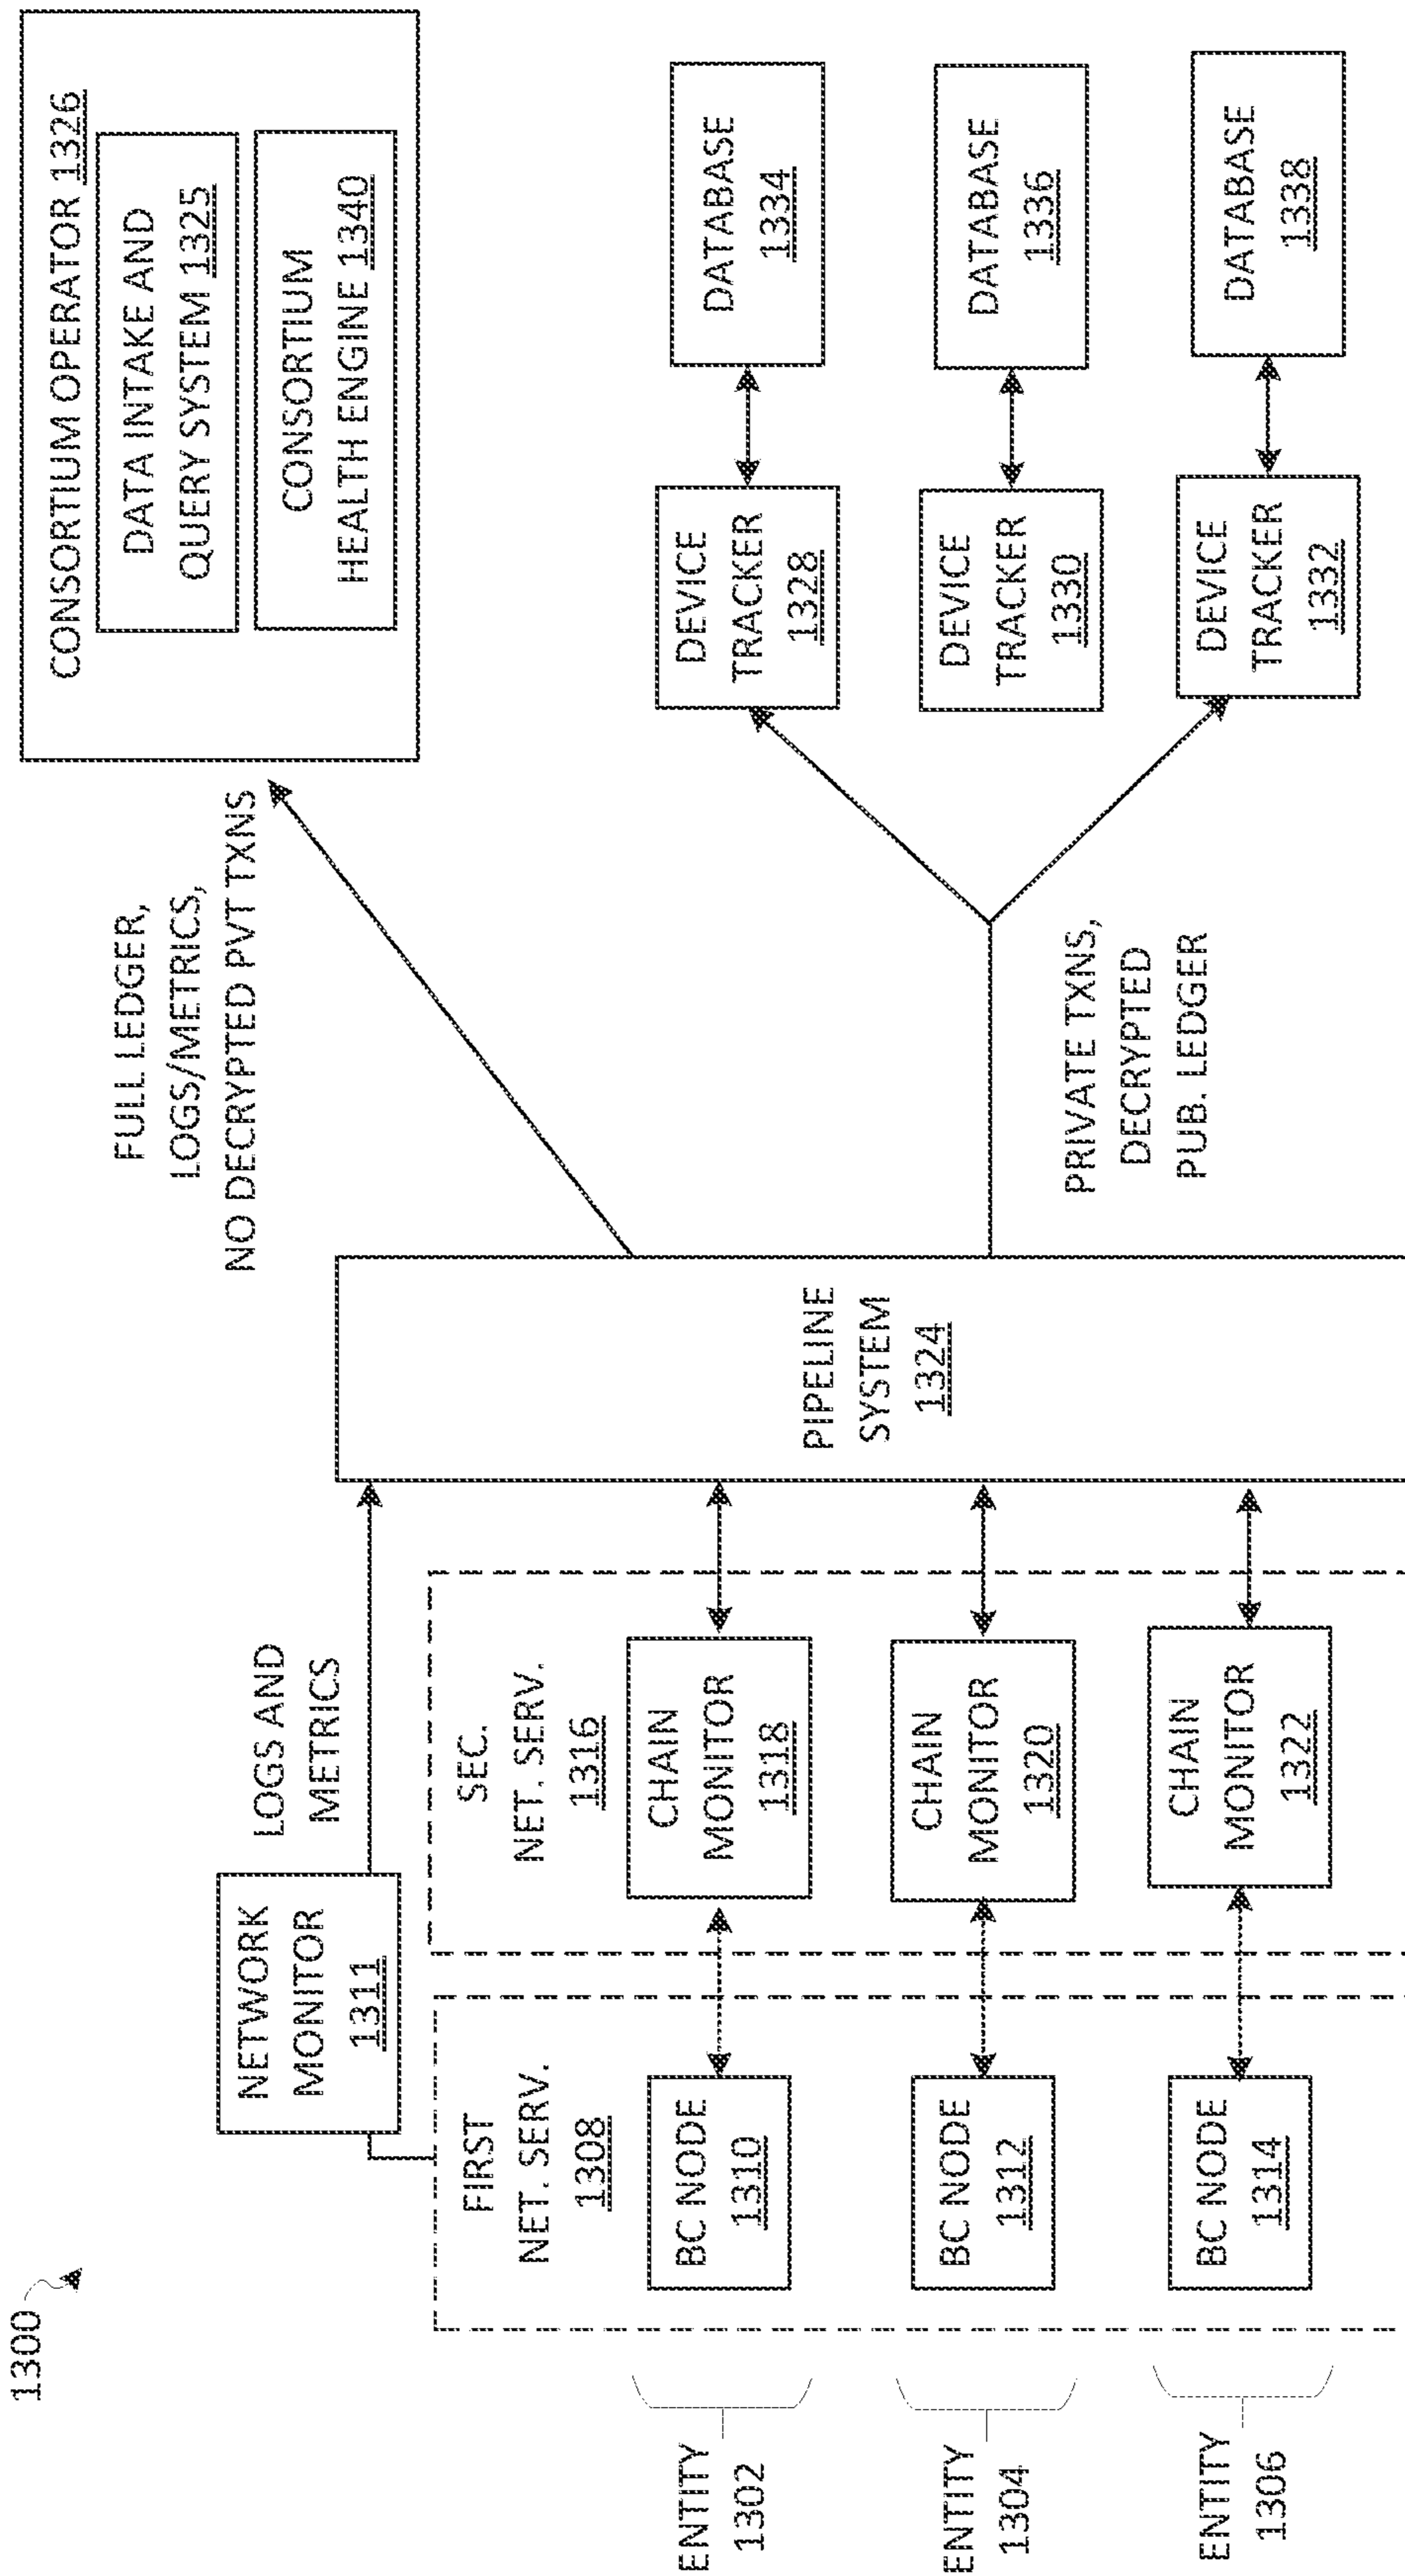 1300
CONSORTIUM OPERATOR 1326
DATA INTAKE AND
QUERY SYSTEM 1325
CONSORTIUM
HEALTH ENGINE 1340
FULL LEDGER,
LOGS/METRICS,
NO DECRYPTED PVT TXNS
NETWORK
MONITOR
1311
LOGS AND
METRICS
FIRST
NET. SERV.
1308
SEC.
NET. SERV.
1316
PIPELINE
SYSTEM
1324
ENTITY
1302
BC NODE
1310
CHAIN
MONITOR
1318
DEVICE
TRACKER
1328
DATABASE
1334
ENTITY
1304
BC NODE
1312
CHAIN
MONITOR
1320
DEVICE
TRACKER
1330
DATABASE
1336
PRIVATE TXNS,
DECRYPTED
PUB. LEDGER
ENTITY
1306
BC NODE
1314
CHAIN
MONITOR
1322
DEVICE
TRACKER
1332
DATABASE
1338